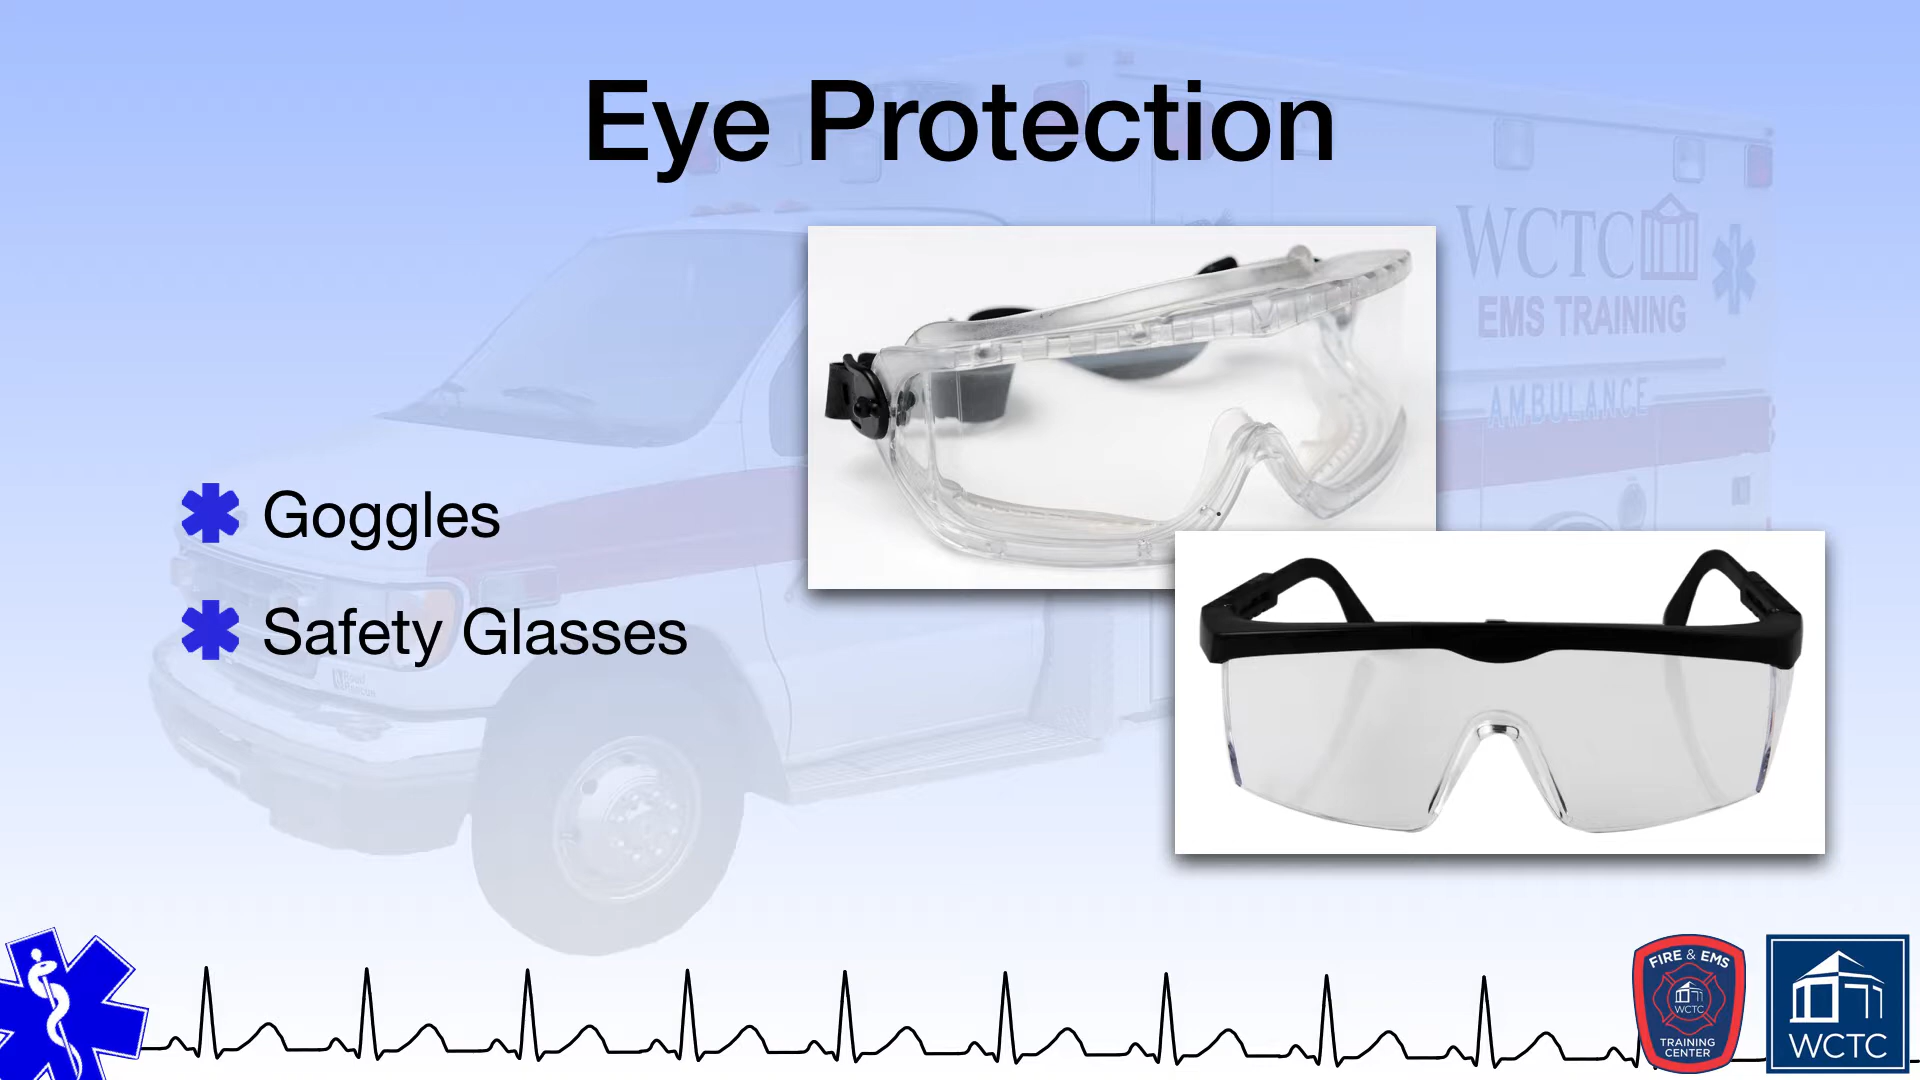 Eye Protection
WCTC
EMS TRAINING
AMBULANCE
Goggles
Safety Glasses
FIRE & EMS
WCTC
TRAINING
CENTER
WCTC